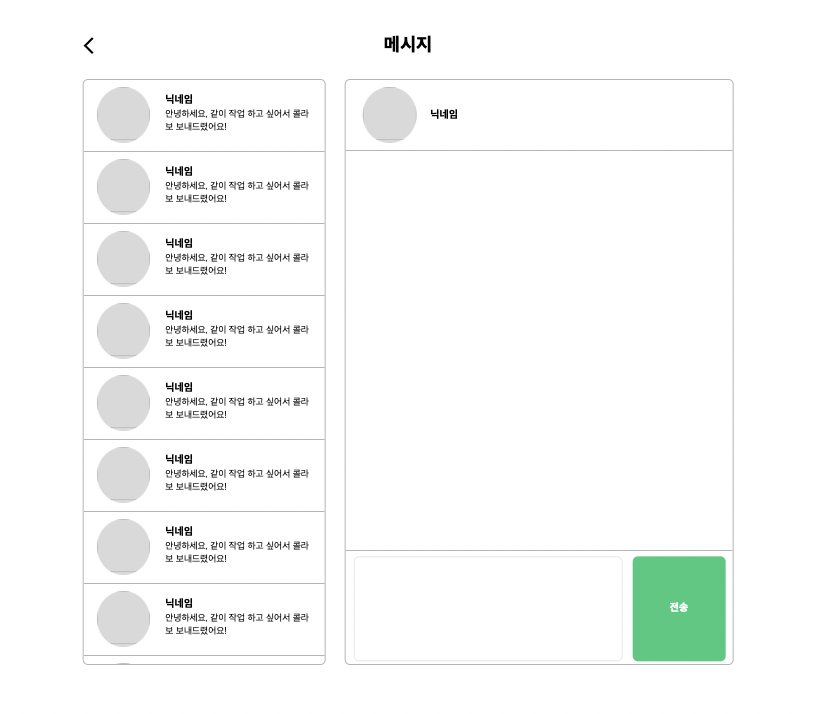 메시지
닉네임
안녕하세요, 같이 작업 하고 싶어서 콜라
보 보내드렸어요!
닉네임
안녕하세요, 같이 작업 하고 싶어서 콜라
보 보내드렸어요!
닉네임
안녕하세요, 같이 작업 하고 싶어서 콜라
보 보내드렸어요!
닉네임
안녕하세요, 같이 작업 하고 싶어서 콜라
보 보내드렸어요!
닉네임
안녕하세요, 같이 작업 하고 싶어서 콜라
보 보내드렸어요!
닉네임
안녕하세요, 같이 작업 하고 싶어서 콜라
보 보내드렸어요!
닉네임
안녕하세요, 같이 작업 하고 싶어서 콜라
보 보내드렸어요!
닉네임
안녕하세요, 같이 작업 하고 싶어서 콜라
보 보내드렸어요!
닉네임
전송